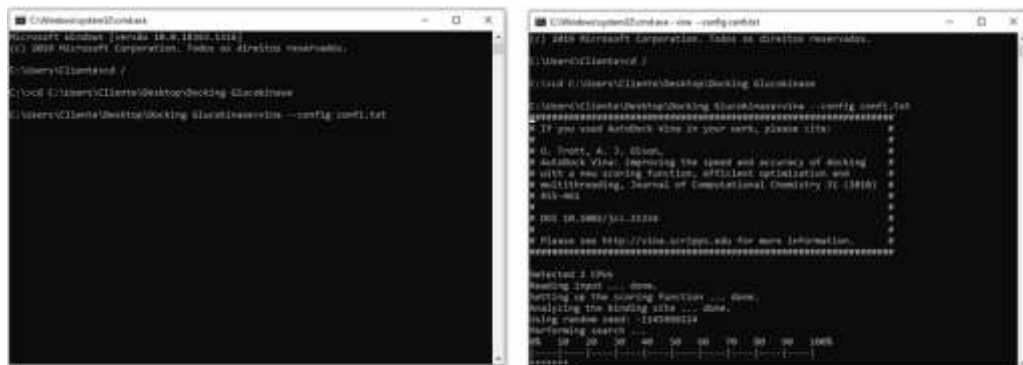 C:\Windows\system32\cmd.exe
Microsoft Windows [versão 10.0.18363.1316]
(c) 2019 Microsoft Corporation. Todos os direitos reservados.
C:\Users\Cliente>cd /
C:\>cd C:\Users\Cliente\Desktop\Docking Glucokinase
C:\Users\Cliente\Desktop\Docking Glucokinase>vina --config conf1.txt
C:\Windows\system32\cmd.exe - vina --config conf1.txt
(c) 2019 Microsoft Corporation. Todos os direitos reservados.
C:\Users\Cliente>cd /
C:\>cd C:\Users\Cliente\Desktop\Docking Glucokinase
C:\Users\Cliente\Desktop\Docking Glucokinase>vina --config conf1.txt
#################################################################
# If you used AutoDock Vina in your work, please cite: #
# #
# O. Trott, A. J. Olson, #
# AutoDock Vina: improving the speed and accuracy of docking #
# with a new scoring function, efficient optimization and #
# multithreading, Journal of Computational Chemistry 31 (2010) #
# 455-461 #
# #
# DOI 10.1002/jcc.21334 #
# #
# Please see http://vina.scripps.edu for more information. #
#################################################################
Detected 2 CPUs
Reading input ... done.
Setting up the scoring function ... done.
Analyzing the binding site ... done.
Using random seed:
Performing search ...
0% 10 20 30 40 50 60 70 80 90 100%
|----|----|----|----|----|----|----|----|----|----|
*******